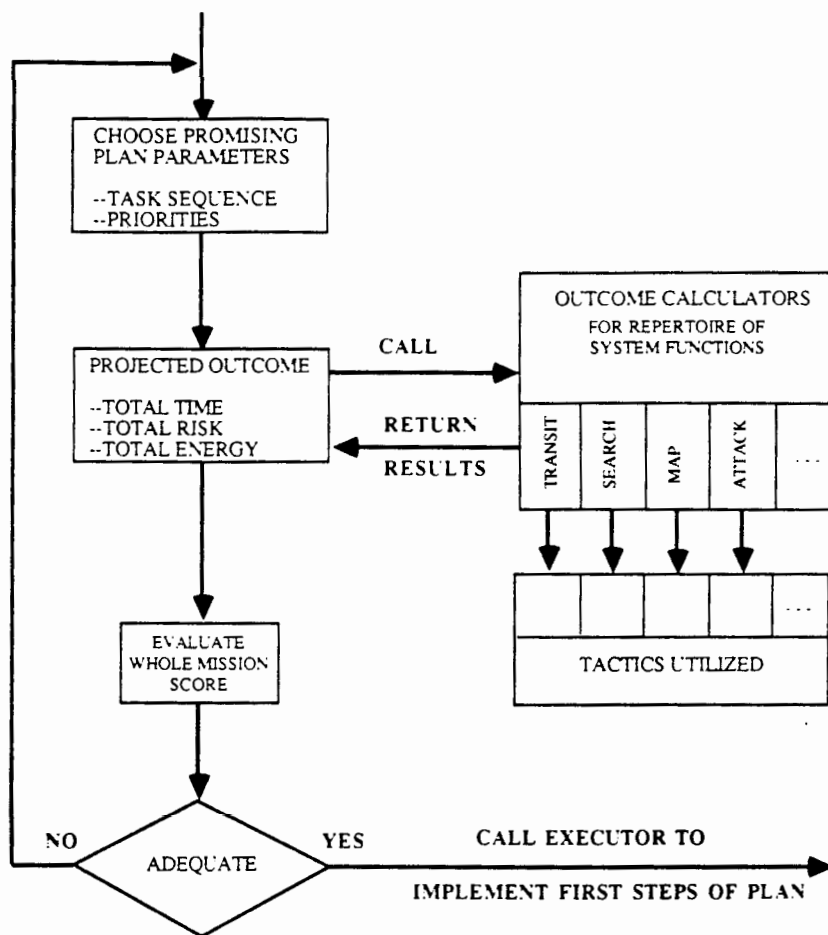 CHOOSE PROMISING
PLAN PARAMETERS
--TASK SEQUENCE
--PRIORITIES
PROJECTED OUTCOME
--TOTAL TIME
--TOTAL RISK
--TOTAL ENERGY
CALL
RETURN
RESULTS
OUTCOME CALCULATORS
FOR REPERTOIRE OF
SYSTEM FUNCTIONS
TRANSIT
SEARCH
MAP
ATTACK
...
...
TACTICS UTILIZED
EVALUATE
WHOLE MISSION
SCORE
NO
ADEQUATE
YES
CALL EXECUTOR TO
IMPLEMENT FIRST STEPS OF PLAN